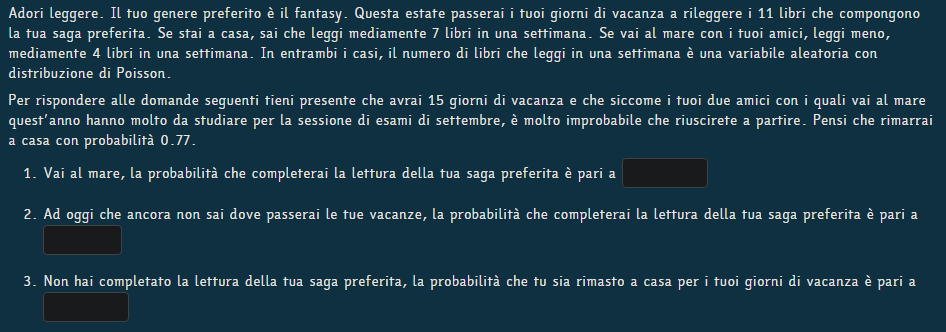 Adori leggere. Il tuo genere preferito è il fantasy. Questa estate passerai i tuoi giorni di vacanza a rileggere i 11 libri che compongono
la tua saga preferita. Se stai a casa, sai che leggi mediamente 7 libri in una settimana. Se vai al mare con i tuoi amici, leggi meno,
mediamente 4 libri in una settimana. In entrambi i casi, il numero di libri che leggi in una settimana è una variabile aleatoria con
distribuzione di Poisson.
Per rispondere alle domande seguenti tieni presente che avrai 15 giorni di vacanza e che siccome i tuoi due amici con i quali vai al mare
quest'anno hanno molto da studiare per la sessione di esami di settembre, è molto improbabile che riuscirete a partire. Pensi che rimarrai
a casa con probabilità 0.77.
1. Vai al mare, la probabilità che completerai la lettura della tua saga preferita è pari a
2. Ad oggi che ancora non sai dove passerai le tue vacanze, la probabilità che completerai la lettura della tua saga preferita è pari a
3. Non hai completato la lettura della tua saga preferita, la probabilità che tu sia rimasto a casa per i tuoi giorni di vacanza è pari a